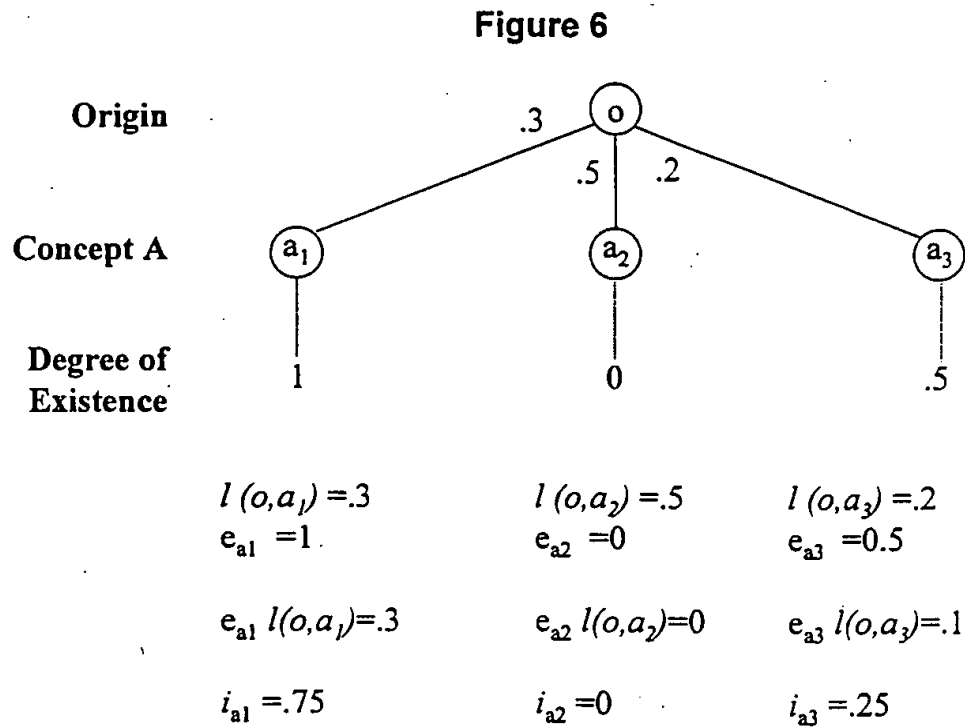 Figure 6
Origin
.3
o
.5
.2
Concept A
a1
a2
a3
Degree of
Existence
1
0
.5
l (o,a1) =.3
l (o,a2) =.5
l (o,a3) =.2
ea1 =1
ea2 =0
ea3 =0.5
ea1 l(o,a1)=.3
ea2 l(o,a2)=0
ea3 l(o,a3)=.1
ia1 =.75
ia2 =0
ia3 =.25